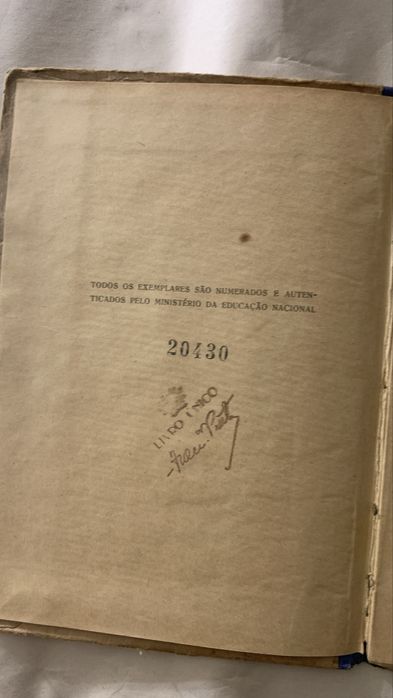 TODOS OS EXEMPLARES SÃO NUMERADOS E AUTEN-
TICADOS PELO MINISTÉRIO DA EDUCAÇÃO NACIONAL
20430
LIVRO ÚNICO